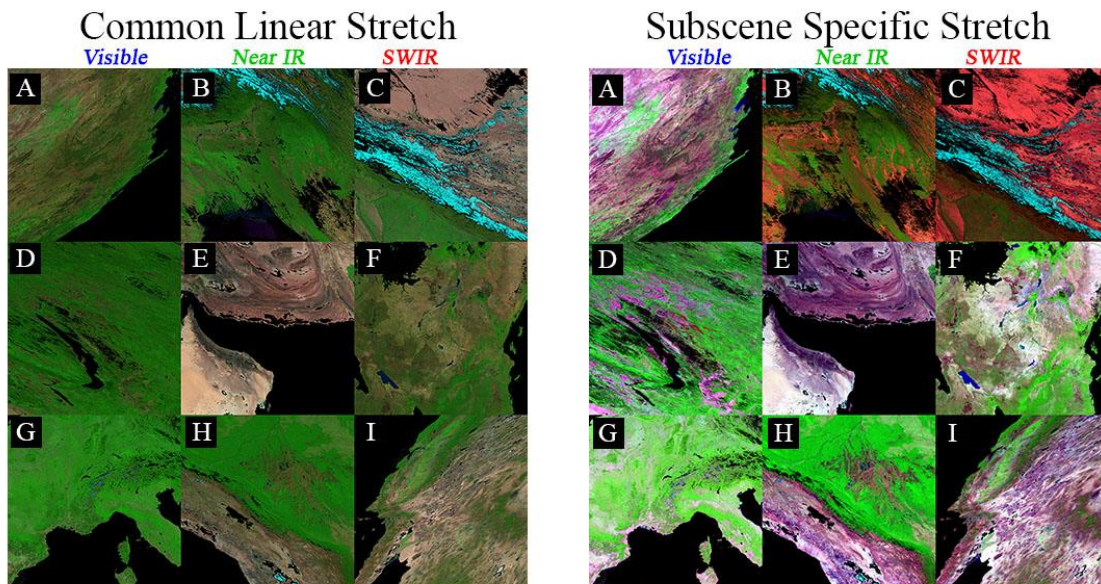 Common Linear Stretch
Visible Near IR SWIR
A B C
D E F
G H I
Subscene Specific Stretch
Visible Near IR SWIR
A B C
D E F
G H I